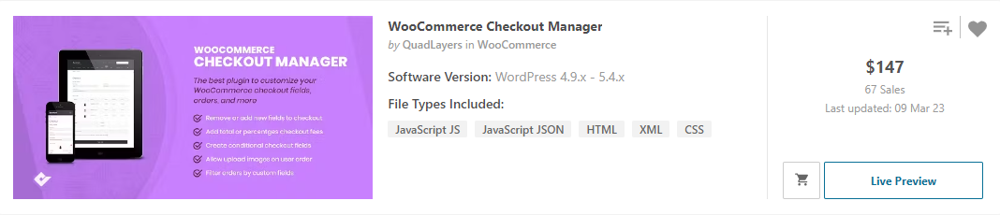 WOOCOMMERCE
CHECKOUT MANAGER
The best plugin to customize your
WooCommerce checkout fields,
orders, and more
Remove or add new fields to checkout
Add total or percentges checkout fees
Create conditional checkout fields
Allow upload images on user order
Filter orders by custom fields
WooCommerce Checkout Manager
by QuadLayers in WooCommerce
Software Version: WordPress 4.9.x - 5.4.x
File Types Included:
JavaScript JS JavaScript JSON HTML XML CSS
$147
67 Sales
Last updated: 09 Mar 23
Live Preview